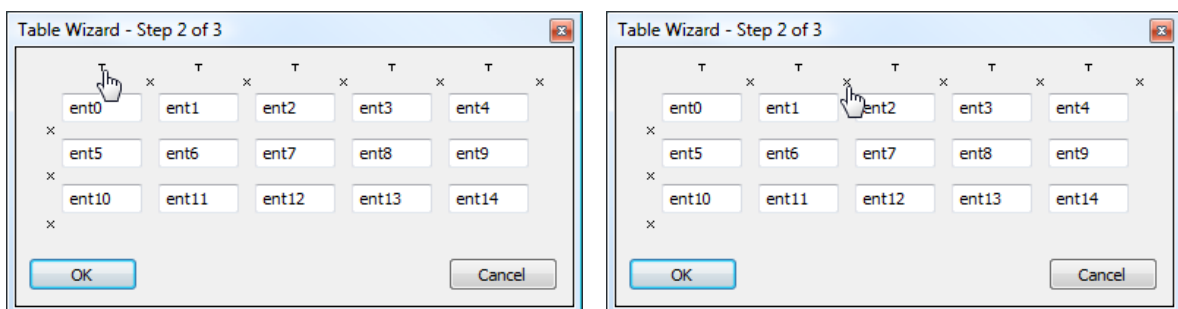 Table Wizard - Step 2 of 3
T T T T T
x x x x x
ent0 ent1 ent2 ent3 ent4
x
ent5 ent6 ent7 ent8 ent9
x
ent10 ent11 ent12 ent13 ent14
x
OK Cancel
Table Wizard - Step 2 of 3
T T T T T
x x x x x
ent0 ent1 ent2 ent3 ent4
x
ent5 ent6 ent7 ent8 ent9
x
ent10 ent11 ent12 ent13 ent14
x
OK Cancel